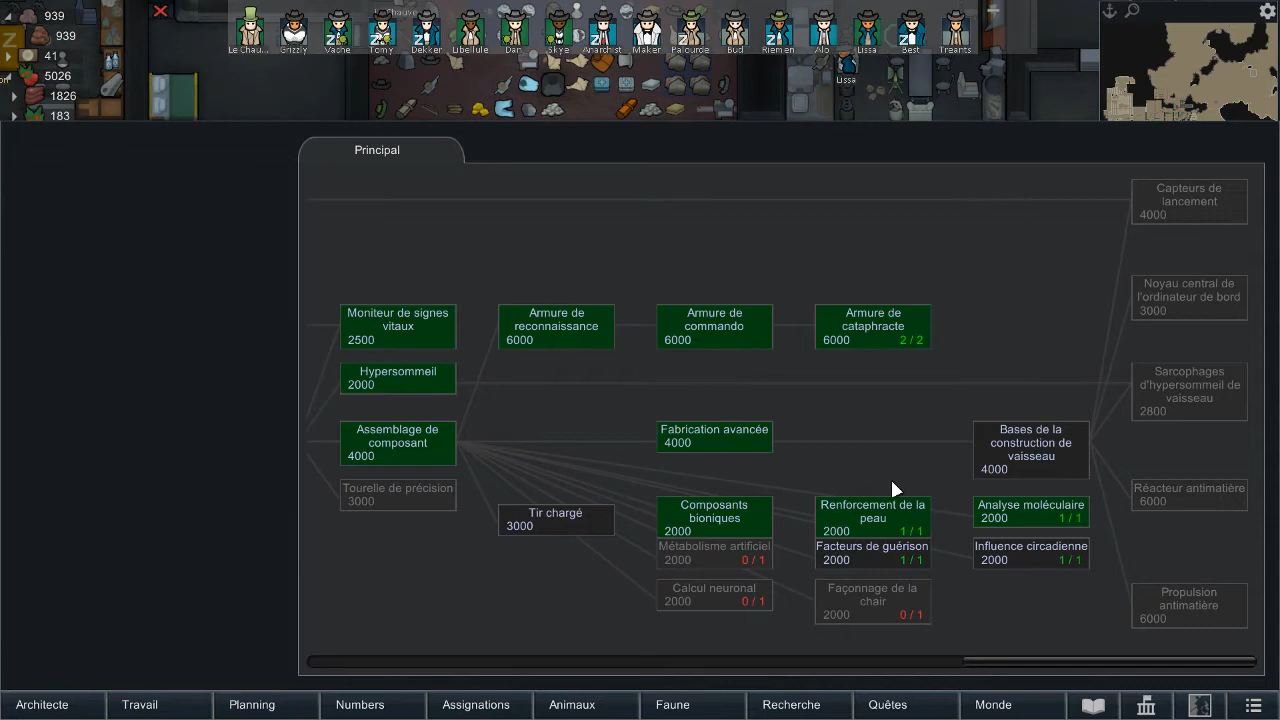 939
939
41
5026
1826
183
Le Chau...
Grizzly
Vache
Tony
Dekker
Libellule
Dan
Skye
Anarchist
Maker
Palourde
Bud
Riemen
Alo
Lissa
Best
Treants
Lissa
Principal
Capteurs de
lancement
4000
Noyau central de
l'ordinateur de bord
3000
Moniteur de signes
vitaux
2500
Armure de
reconnaissance
6000
Armure de
commando
6000
Armure de
cataphracte
6000 2 / 2
Hypersommeil
2000
Sarcophages
d'hypersommeil de
vaisseau
2800
Assemblage de
composant
4000
Fabrication avancée
4000
Bases de la
construction de
vaisseau
4000
Tourelle de précision
3000
Réacteur antimatière
6000
Tir chargé
3000
Composants
bioniques
2000
Renforcement de la
peau
2000 1 / 1
Analyse moléculaire
2000 1 / 1
Métabolisme artificiel
2000 0 / 1
Facteurs de guérison
2000 1 / 1
Influence circadienne
2000 1 / 1
Calcul neuronal
2000 0 / 1
Façonnage de la
chair
2000 0 / 1
Propulsion
antimatière
6000
Architecte
Travail
Planning
Numbers
Assignations
Animaux
Faune
Recherche
Quêtes
Monde